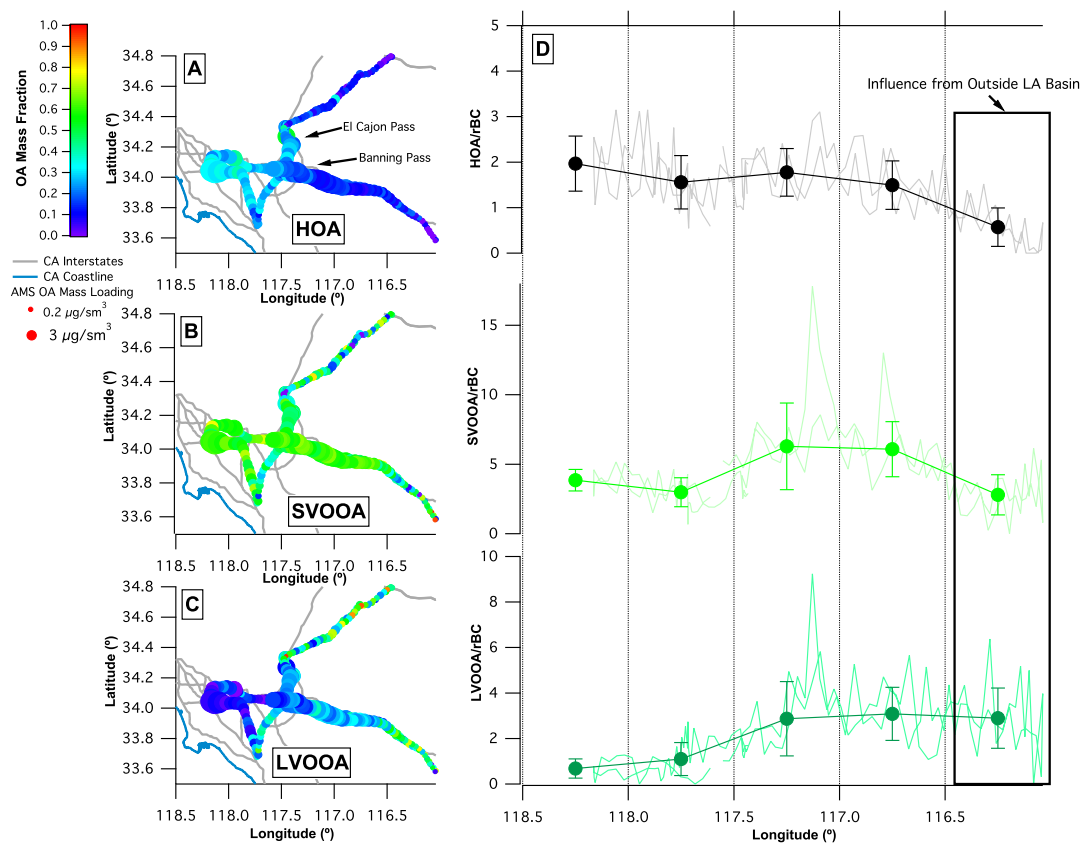 OA Mass Fraction
1.0
0.9
0.8
0.7
0.6
0.5
0.4
0.3
0.2
0.1
0.0
CA Interstates
CA Coastline
AMS OA Mass Loading
0.2 µg/sm³
3 µg/sm³
A
Latitude (º)
34.8
34.6
34.4
34.2
34.0
33.8
33.6
El Cajon Pass
Banning Pass
HOA
118.5 118.0 117.5 117.0 116.5
Longitude (º)
B
Latitude (º)
34.8
34.6
34.4
34.2
34.0
33.8
33.6
SVOOA
118.5 118.0 117.5 117.0 116.5
Longitude (º)
C
Latitude (º)
34.8
34.6
34.4
34.2
34.0
33.8
33.6
LVOOA
118.5 118.0 117.5 117.0 116.5
Longitude (º)
D
Influence from Outside LA Basin
HOA/rBC
5
4
3
2
1
0
SVOOA/rBC
15
10
5
0
LVOOA/rBC
10
8
6
4
2
0
118.5 118.0 117.5 117.0 116.5
Longitude (º)